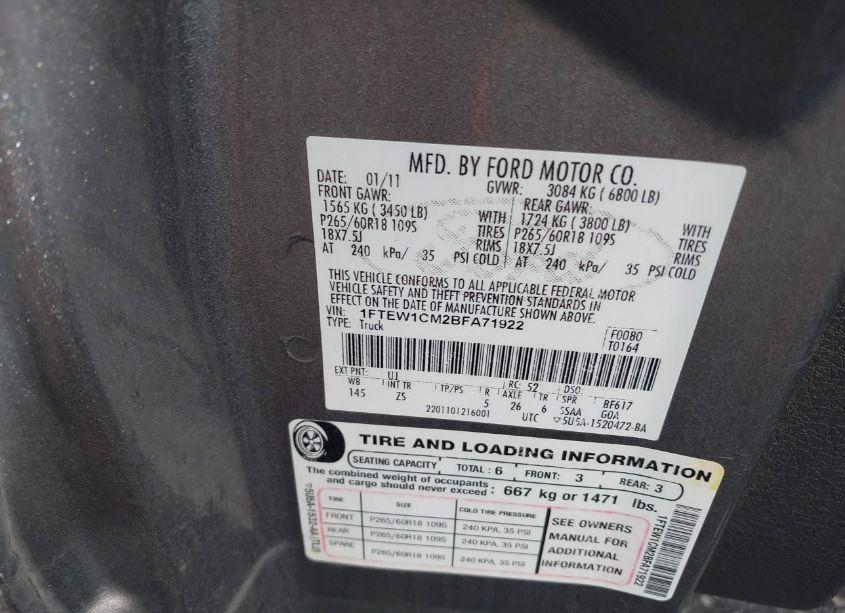 MFD. BY FORD MOTOR CO.
DATE: 01/11 GVWR: 3084 KG ( 6800 LB)
FRONT GAWR: REAR GAWR:
1565 KG ( 3450 LB) WITH 1724 KG ( 3800 LB) WITH
P265/60R18 109S TIRES P265/60R18 109S TIRES
18X7.5J RIMS 18X7.5J RIMS
AT 240 kPa/ 35 PSI COLD AT 240 kPa/ 35 PSI COLD
THIS VEHICLE CONFORMS TO ALL APPLICABLE FEDERAL MOTOR
VEHICLE SAFETY AND THEFT PREVENTION STANDARDS IN
EFFECT ON THE DATE OF MANUFACTURE SHOWN ABOVE.
VIN: 1FTEW1CM2BFA71922 F0080
TYPE: Truck T0164
EXT PNT: UJ RC: 52 DSO:
WB INT TR TP/PS R AXLE TR SPR BF617
145 ZS 5 26 6 SSAA GOA
2201101216001 UTC ▽5U5A-1520472-BA
TIRE AND LOADING INFORMATION
SEATING CAPACITY TOTAL : 6 FRONT: 3 REAR: 3
The combined weight of occupants
and cargo should never exceed : 667 kg or 1471 lbs.
TIRE SIZE COLD TIRE PRESSURE
FRONT P265/60R18 109S 240 KPA, 35 PSI
REAR P265/60R18 109S 240 KPA, 35 PSI
SPARE P265/60R18 109S 240 KPA, 35 PSI
SEE OWNERS
MANUAL FOR
ADDITIONAL
INFORMATION
1FTEW1CM2BFA71922